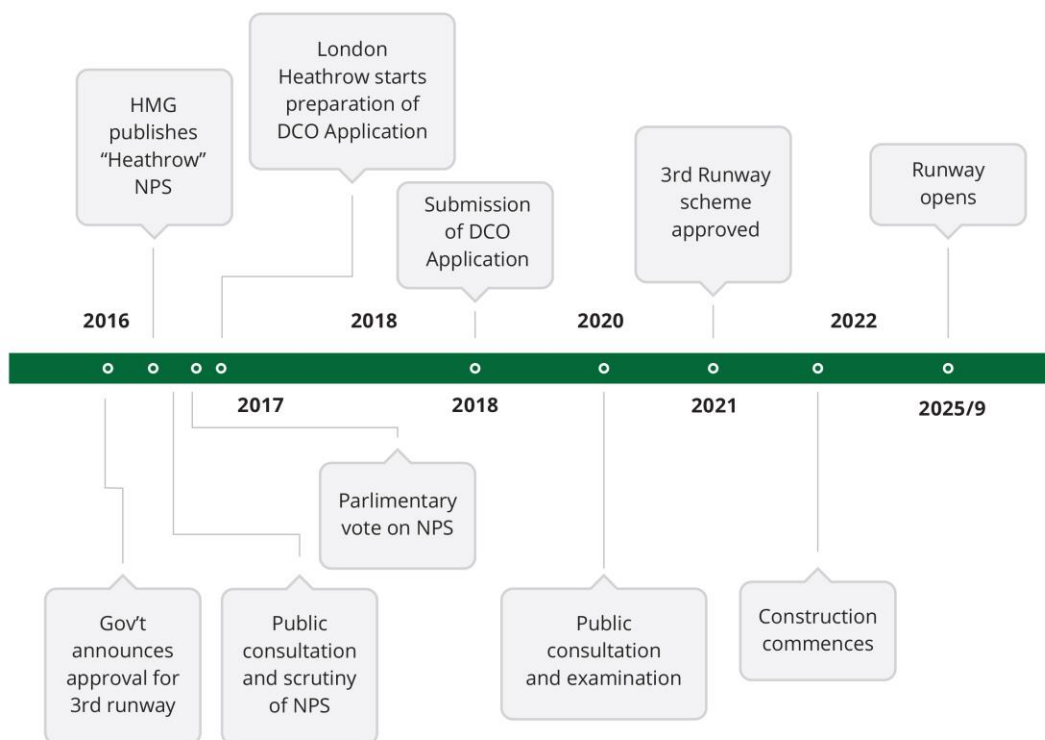 HMG
publishes
“Heathrow”
NPS
London
Heathrow starts
preparation of
DCO Application
Submission
of DCO
Application
3rd Runway
scheme
approved
Runway
opens
2016
2018
2020
2022
2017
2018
2021
2025/9
Parlimentary
vote on NPS
Gov’t
announces
approval for
3rd runway
Public
consultation
and scrutiny
of NPS
Public
consultation
and examination
Construction
commences